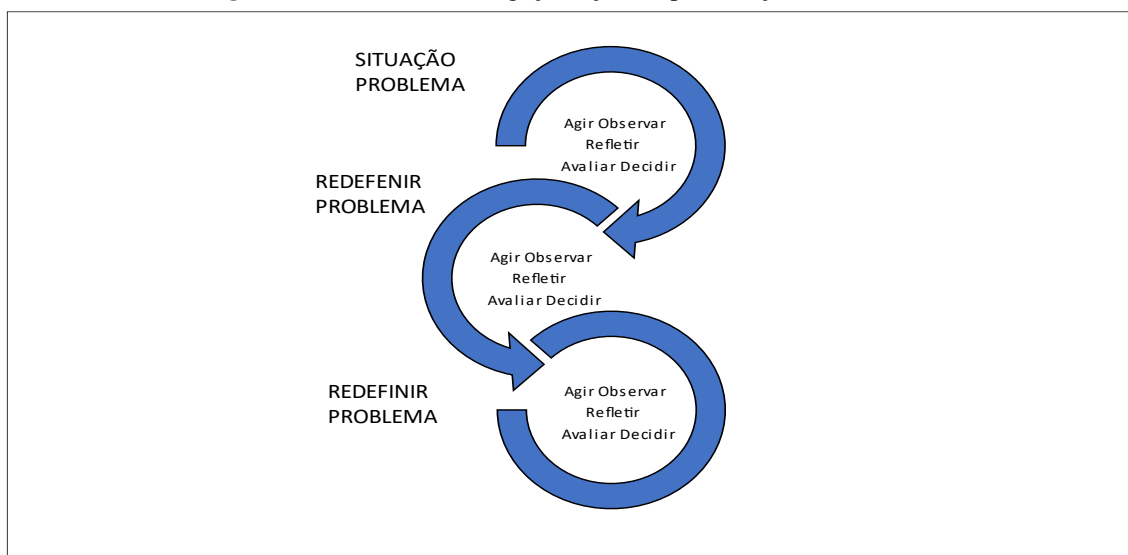 SITUAÇÃO
PROBLEMA
Agir Observar
Refletir
Avaliar Decidir
REDEFENIR
PROBLEMA
Agir Observar
Refletir
Avaliar Decidir
REDEFINIR
PROBLEMA
Agir Observar
Refletir
Avaliar Decidir